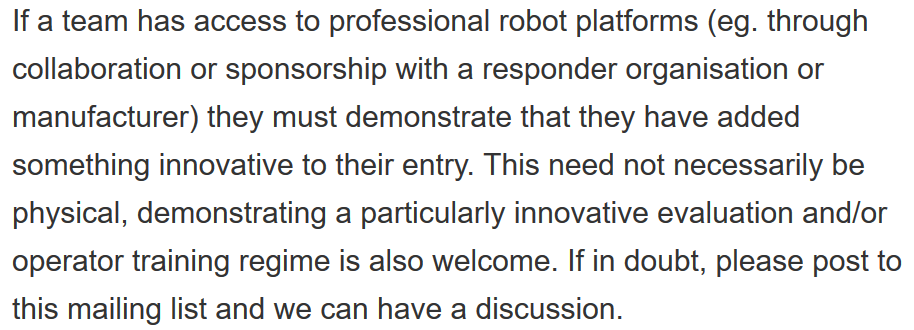 If a team has access to professional robot platforms (eg. through
collaboration or sponsorship with a responder organisation or
manufacturer) they must demonstrate that they have added
something innovative to their entry. This need not necessarily be
physical, demonstrating a particularly innovative evaluation and/or
operator training regime is also welcome. If in doubt, please post to
this mailing list and we can have a discussion.